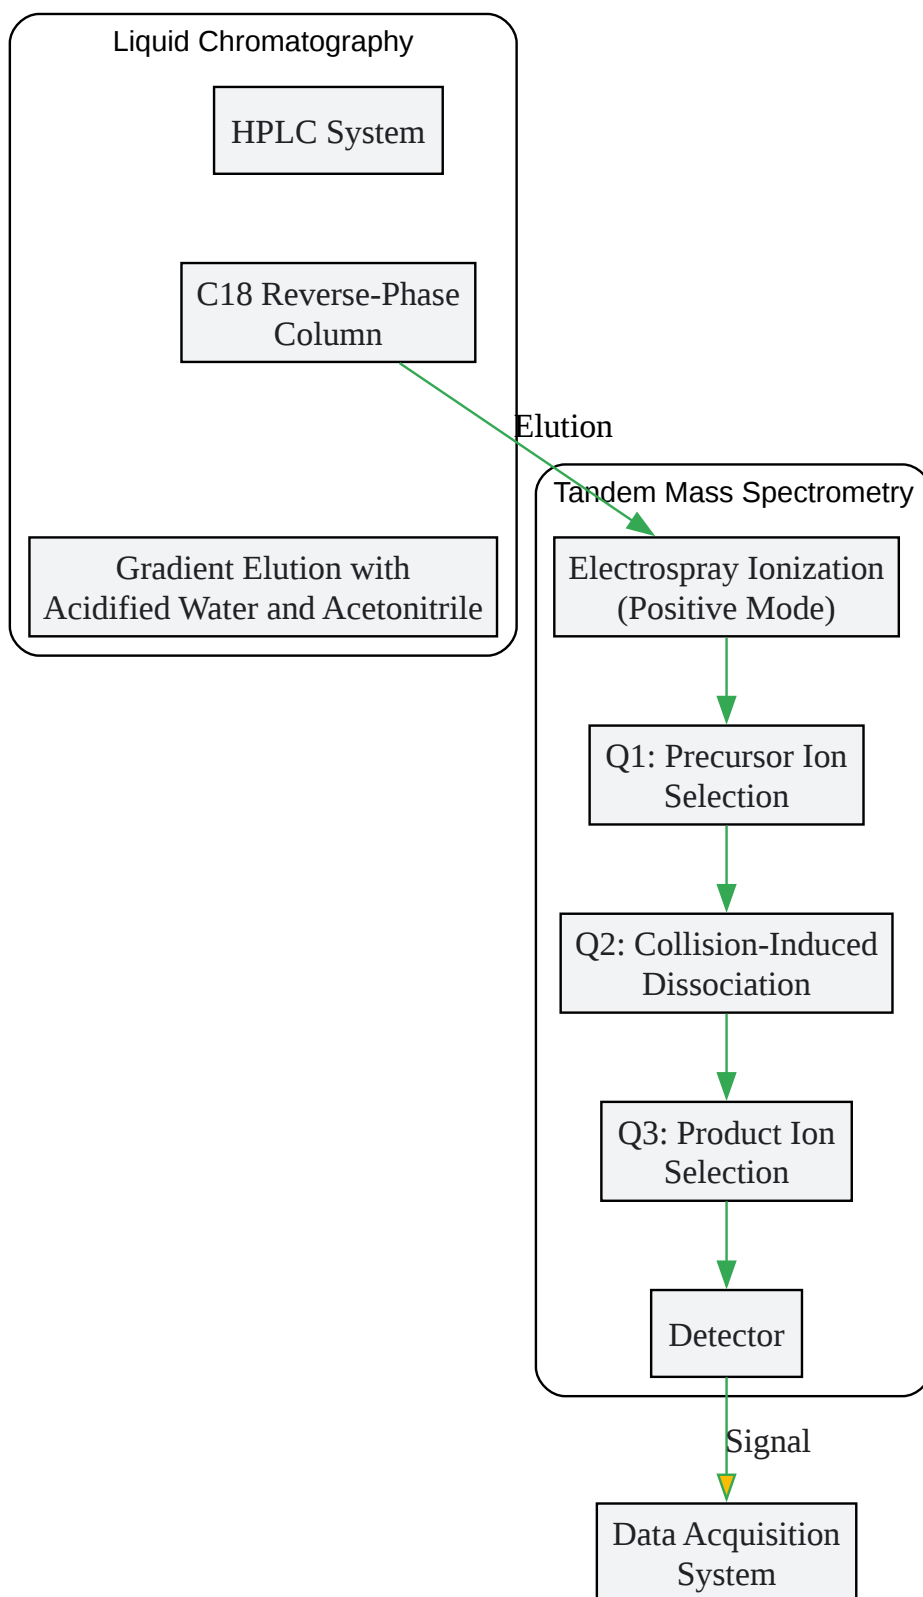 Liquid Chromatography
HPLC System
C18 Reverse-Phase
Column
Elution
Gradient Elution with
Acidified Water and Acetonitrile
Tandem Mass Spectrometry
Electrospray Ionization
(Positive Mode)
Q1: Precursor Ion
Selection
Q2: Collision-Induced
Dissociation
Q3: Product Ion
Selection
Detector
Signal
Data Acquisition
System